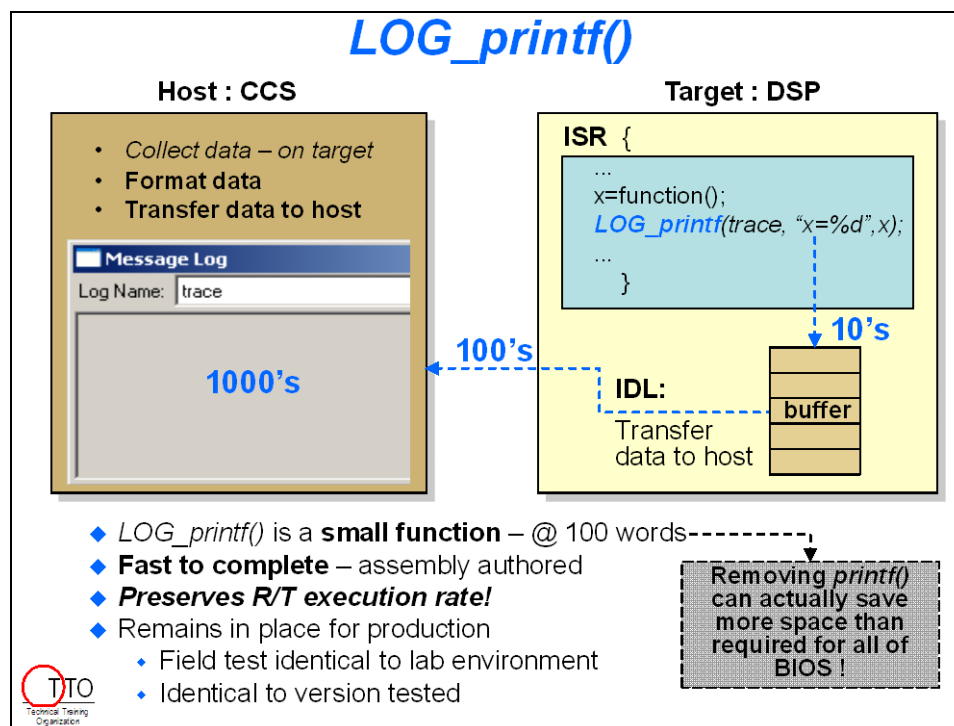 LOG_printf()
Host : CCS
• Collect data – on target
• Format data
• Transfer data to host
Message Log
Log Name: trace
1000's
100's
Target : DSP
ISR {
...
x=function();
LOG_printf(trace, “x=%d”,x);
...
}
10's
IDL:
Transfer
data to host
buffer
◆ LOG_printf() is a small function – @ 100 words
◆ Fast to complete – assembly authored
◆ Preserves R/T execution rate!
◆ Remains in place for production
◆ Field test identical to lab environment
◆ Identical to version tested
Removing printf()
can actually save
more space than
required for all of
BIOS !
TTO
Technical Training
Organization